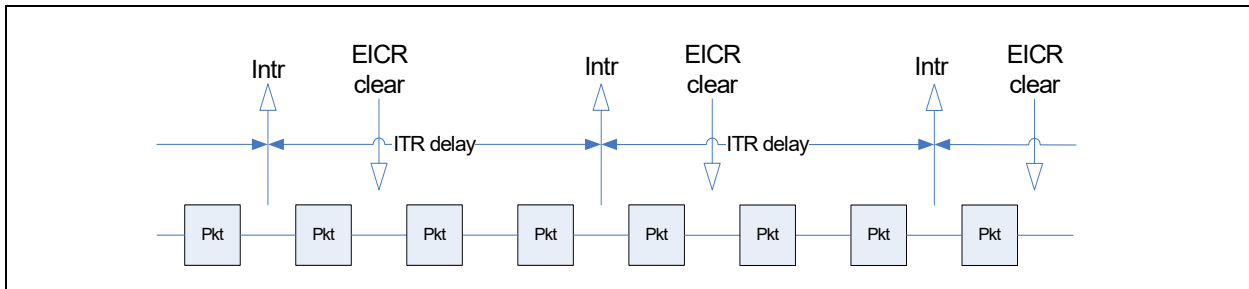 Intr
EICR
clear
Intr
EICR
clear
Intr
EICR
clear
ITR delay
ITR delay
Pkt
Pkt
Pkt
Pkt
Pkt
Pkt
Pkt
Pkt